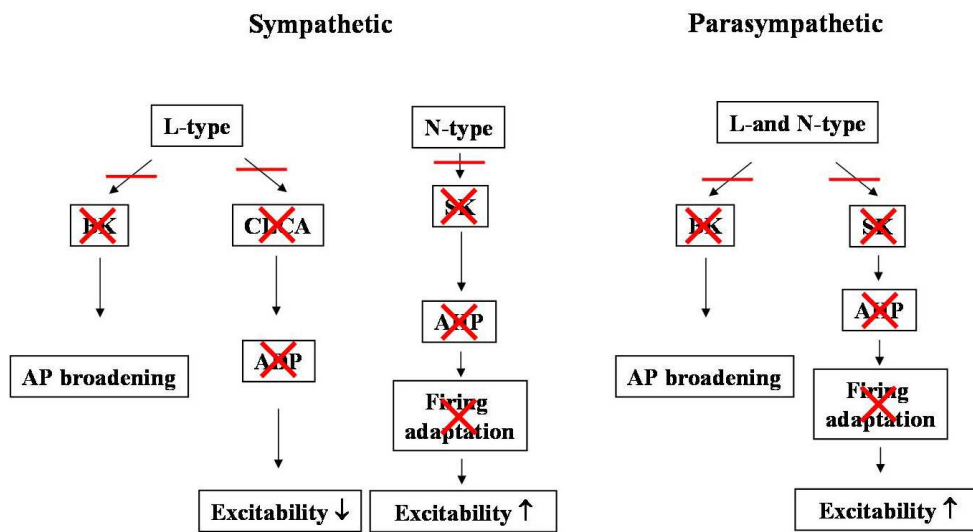 Sympathetic
Parasympathetic
L-type
N-type
L-and N-type
BK
CLCA
SK
BK
SK
AHP
AHP
AP broadening
ADP
AP broadening
Firing
adaptation
Firing
adaptation
Excitability ↓
Excitability ↑
Excitability ↑